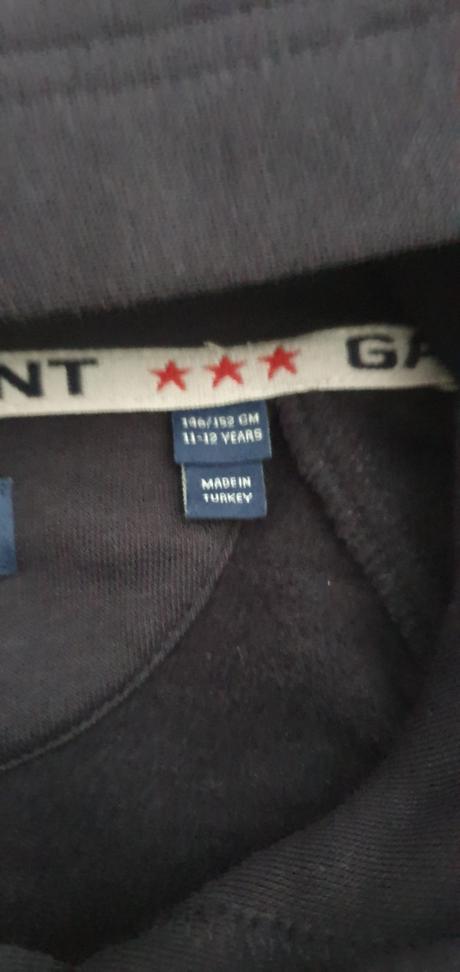 NT ★★★ GA
146/152 CM
11-12 YEARS
MADE IN
TURKEY